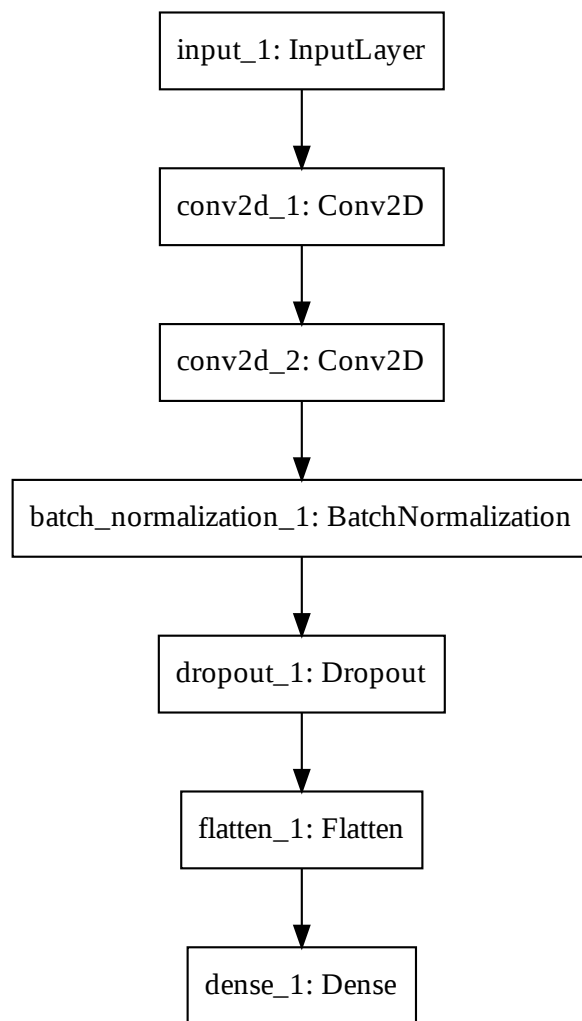 input_1: InputLayer
conv2d_1: Conv2D
conv2d_2: Conv2D
batch_normalization_1: BatchNormalization
dropout_1: Dropout
flatten_1: Flatten
dense_1: Dense